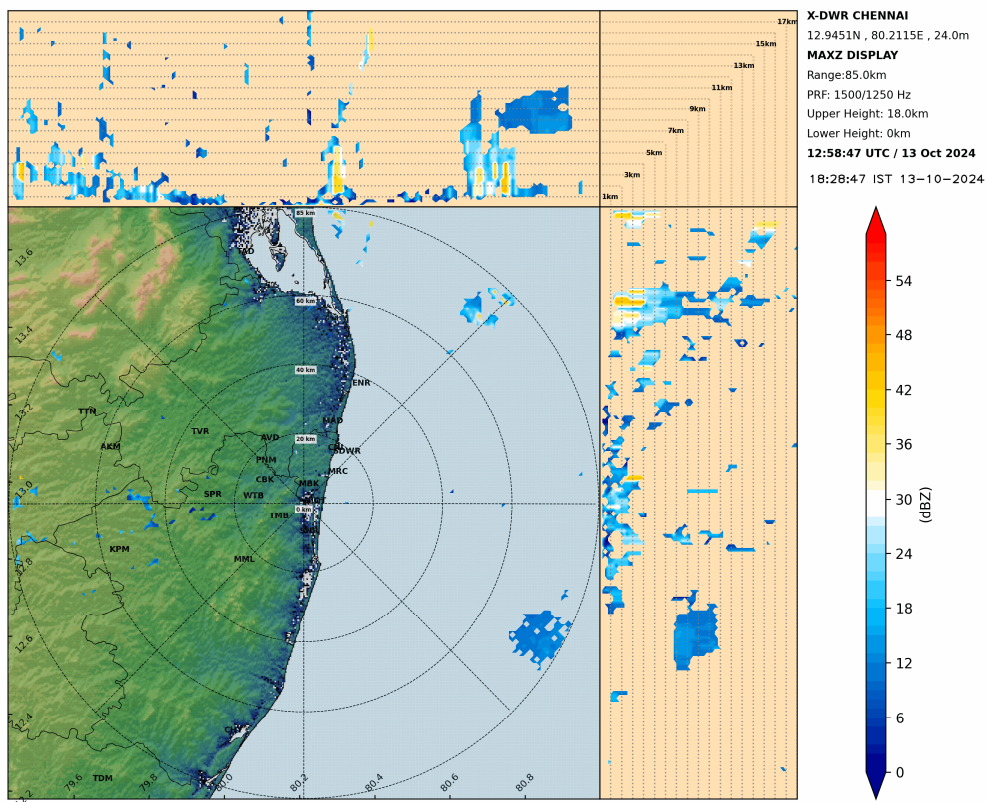 X-DWR CHENNAI
12.9451N , 80.2115E , 24.0m
MAXZ DISPLAY
Range:85.0km
PRF: 1500/1250 Hz
Upper Height: 18.0km
Lower Height: 0km
12:58:47 UTC / 13 Oct 2024
18:28:47 IST 13-10-2024
17km
15km
13km
11km
9km
7km
5km
3km
1km
85 km
60 km
40 km
20 km
0 km
13.6
13.4
13.2
13.0
12.8
12.6
12.4
79.6
79.8
80.0
80.2
80.4
80.6
80.8
ENR
TTN
MAD
TVR
AVD
AKM
SDWR
PNM
MRC
CBK
MBK
SPR
WTB
TMB
KPM
MML
TDM
54
48
42
36
30
24
18
12
6
0
(dBZ)